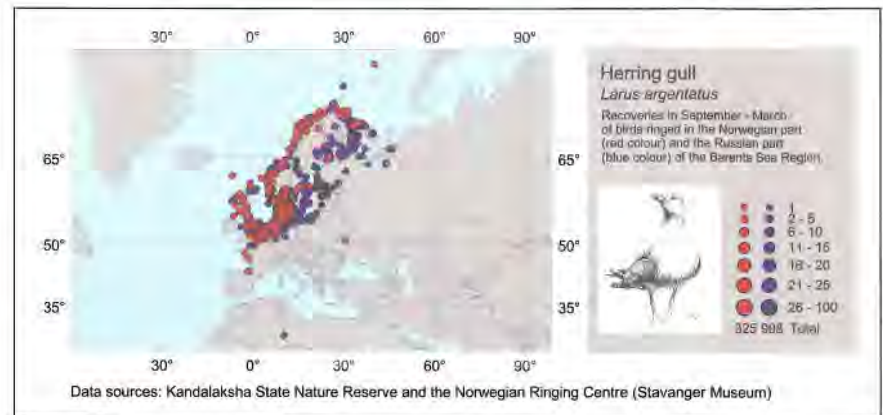 30° 0° 30° 60° 90°
65° 65°
50° 50°
35° 35°
30° 0° 30° 60° 90°
Herring gull
Larus argentatus
Recoveries in September - March
of birds ringed in the Norwegian part
(red colour) and the Russian part
(blue colour) of the Barents Sea Region.
1
2 - 5
6 - 10
11 - 15
16 - 20
21 - 25
26 - 100
325 998 Total
Data sources: Kandalaksha State Nature Reserve and the Norwegian Ringing Centre (Stavanger Museum)